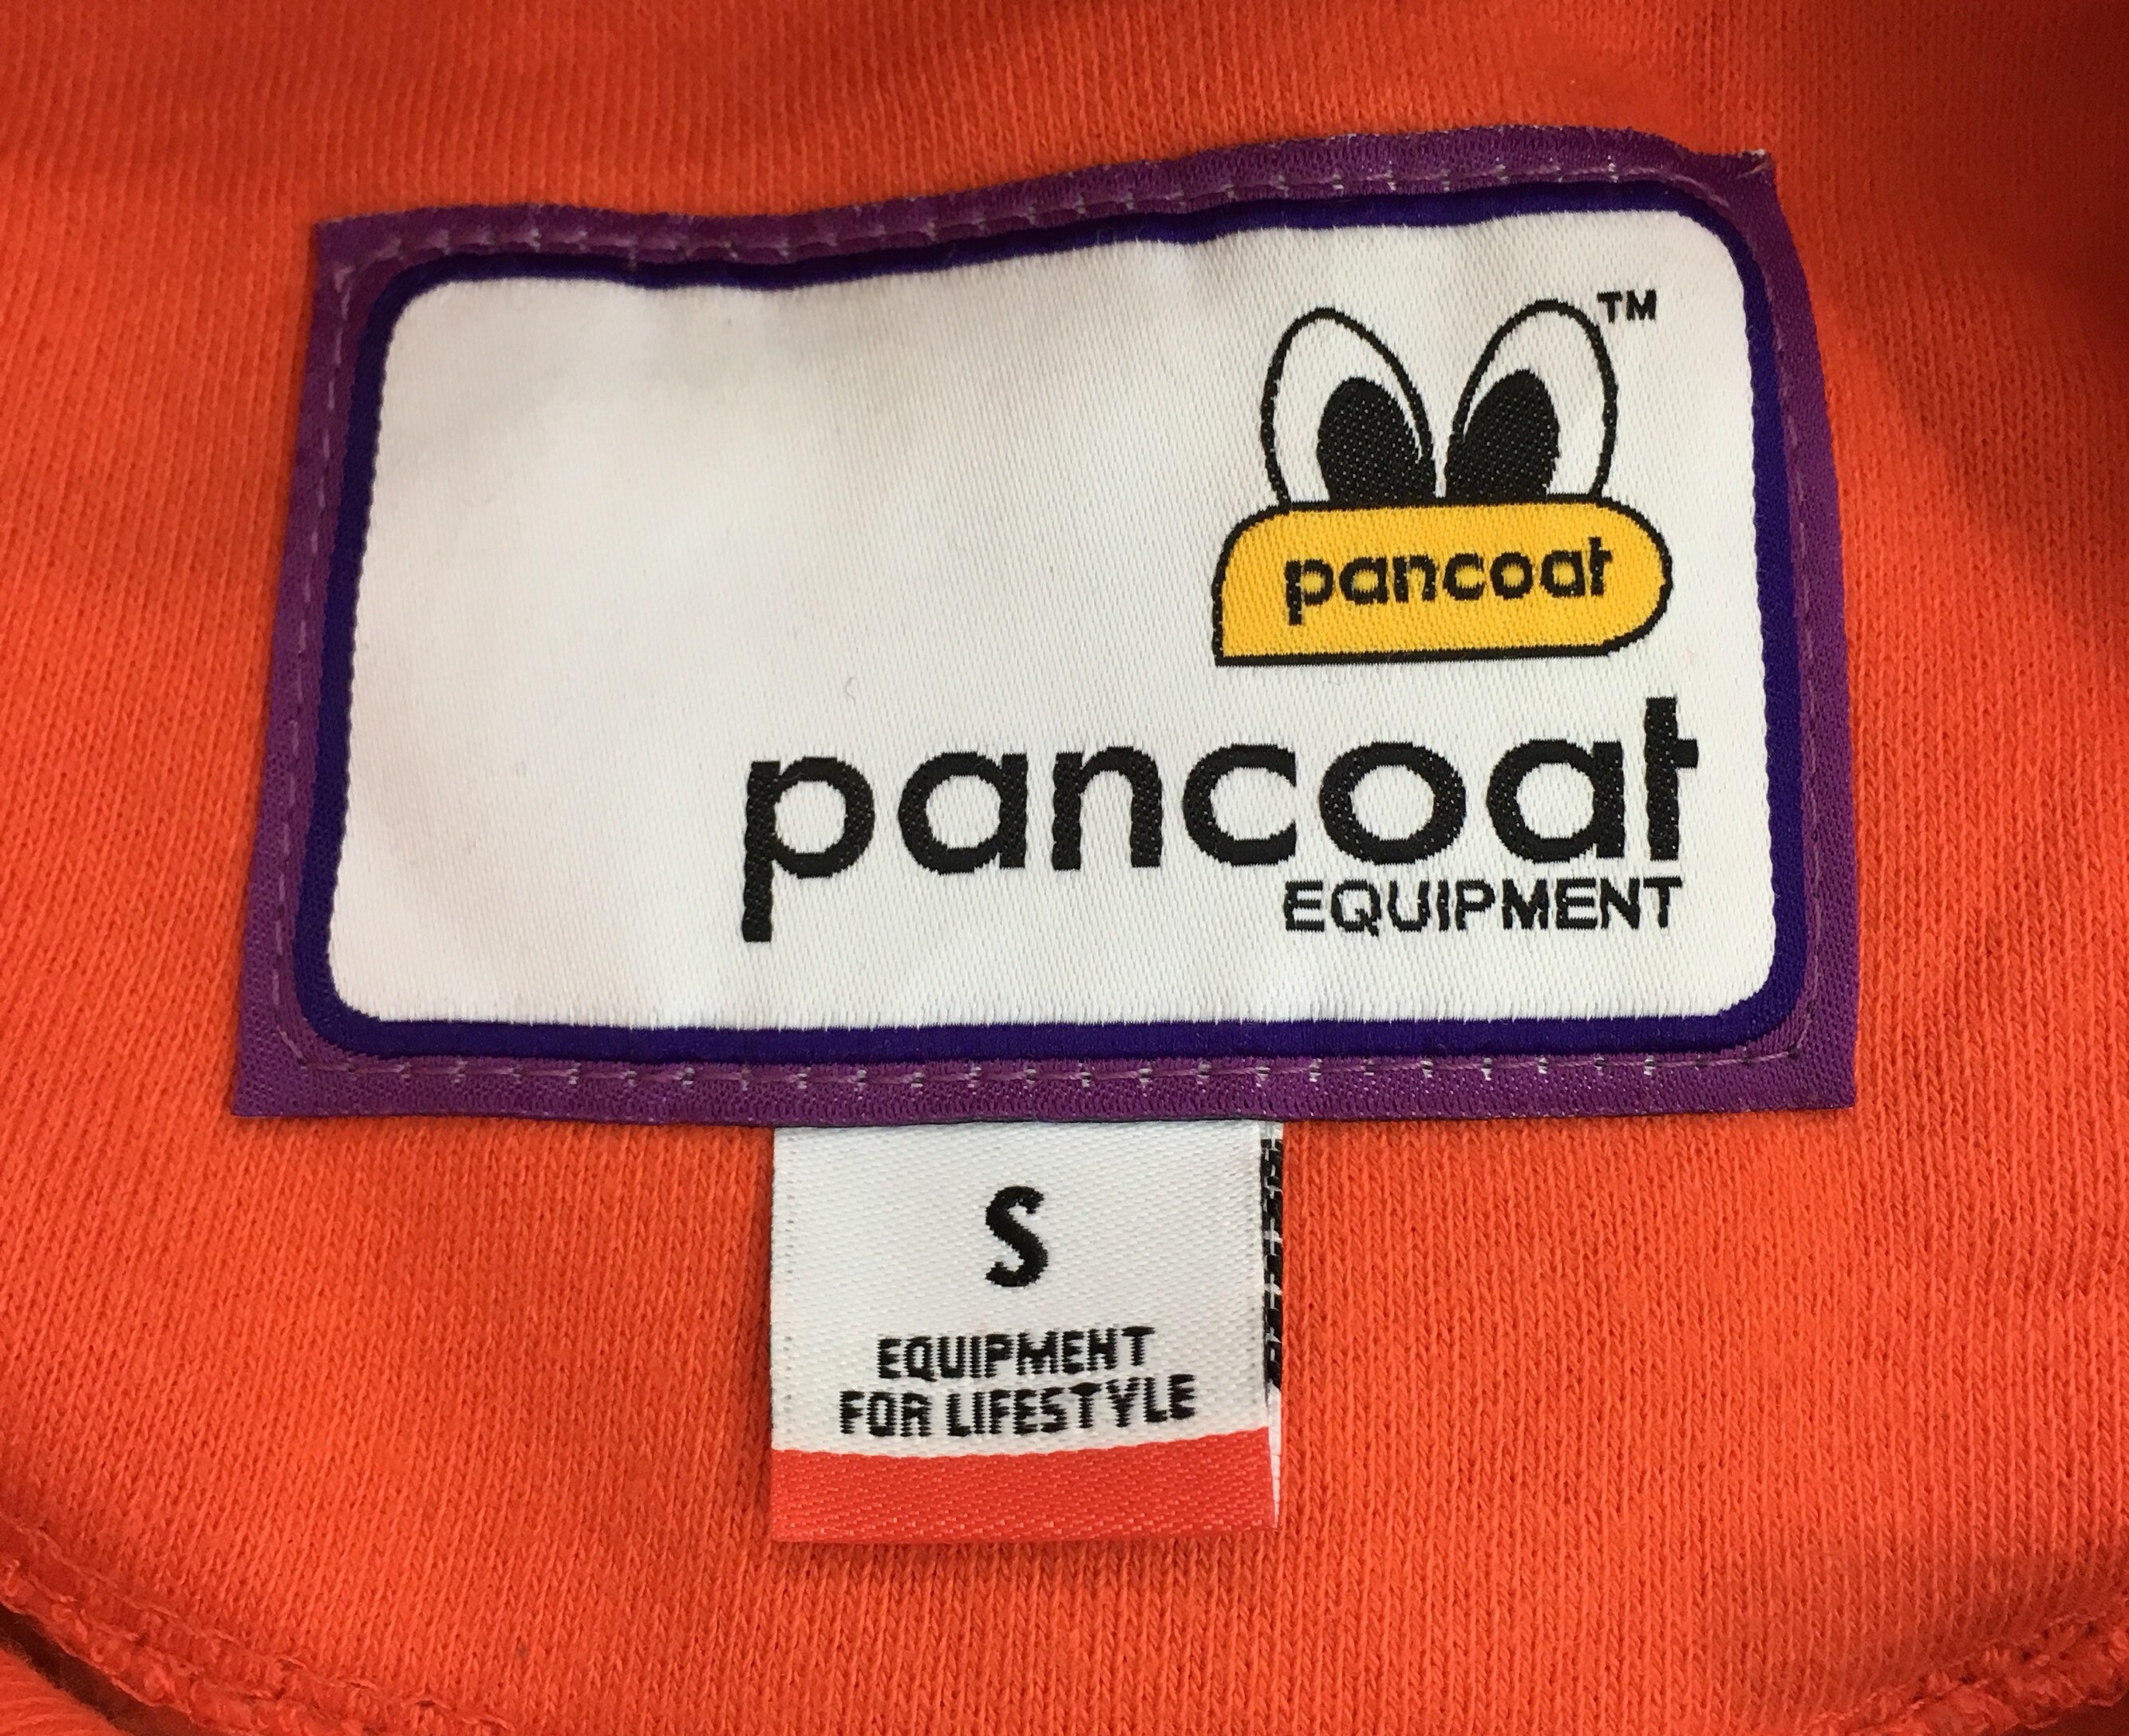 TM
pancoat
pancoat
EQUIPMENT
S
EQUIPMENT
FOR LIFESTYLE